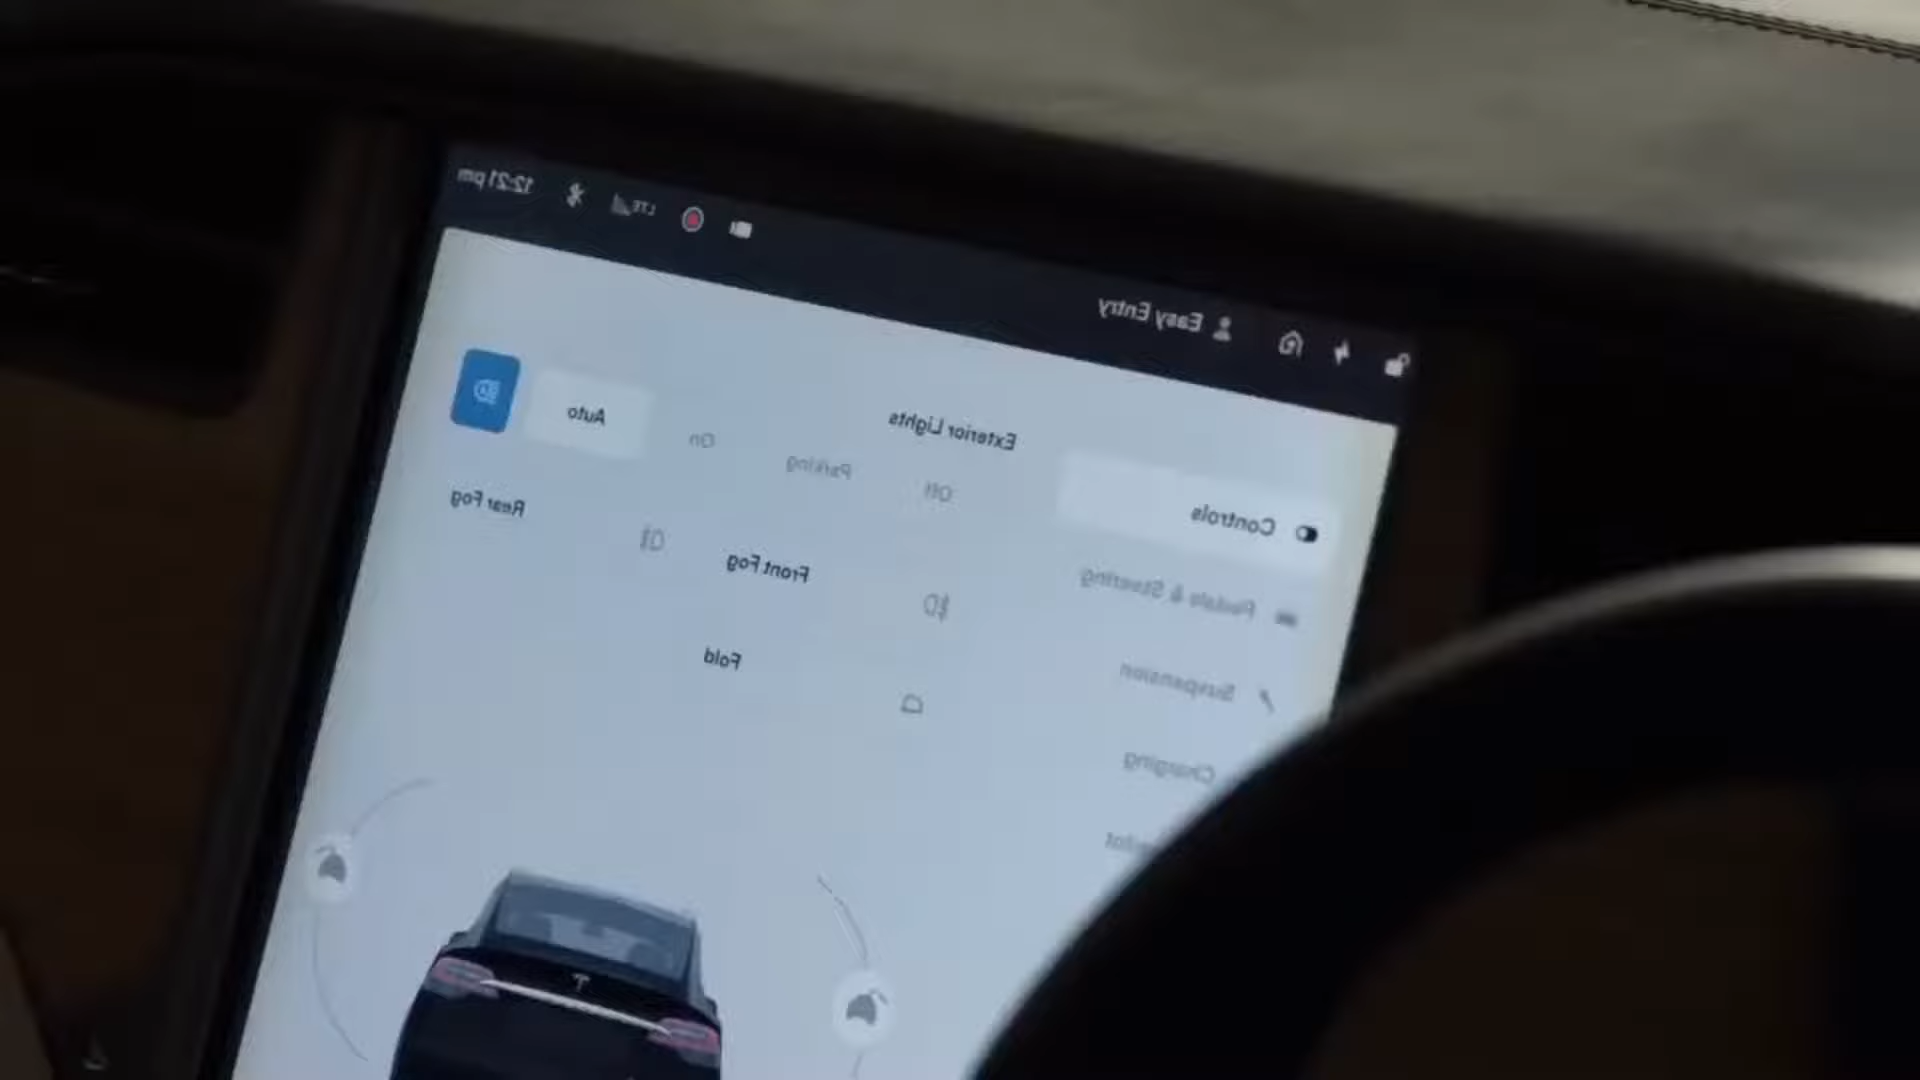 Easy Entry
LTE
12:21 pm
Controls
Pedals & Steering
Suspension
Charging
Exterior Lights
Off
Parking
On
Auto
Front Fog
Rear Fog
Fold